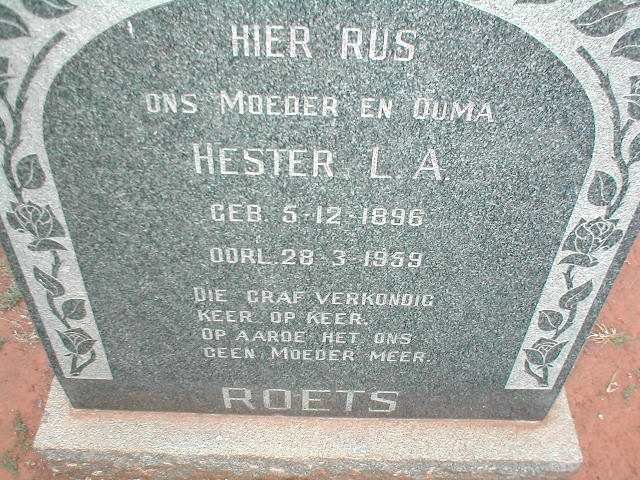 HIER RUS
ONS MOEDER EN OUMA
HESTER L. A.
GEB. 5-12-1896
OORL. 28-3-1959
DIE GRAF VERKONDIG
KEER OP KEER.
OP AARDE HET ONS
GEEN MOEDER MEER
ROETS